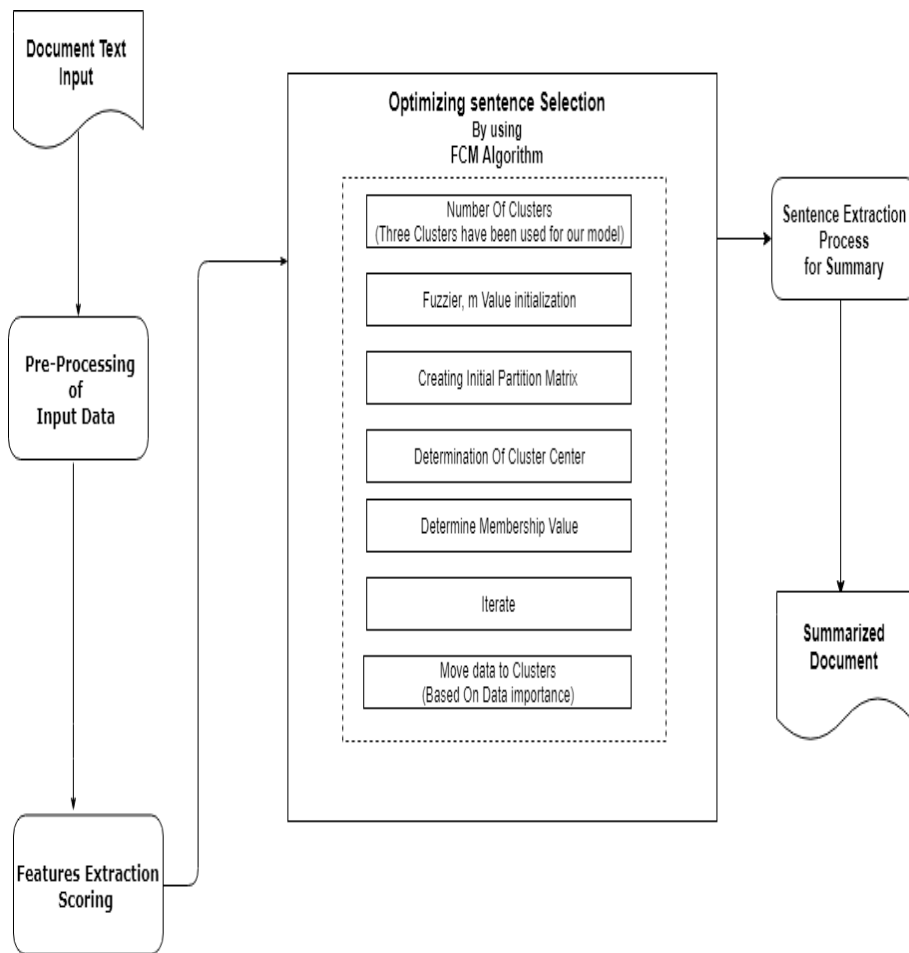 Document Text
Input
Pre-Processing
of
Input Data
Features Extraction
Scoring
Optimizing sentence Selection
By using
FCM Algorithm
Number Of Clusters
(Three Clusters have been used for our model)
Fuzzier, m Value initialization
Creating Initial Partition Matrix
Determination Of Cluster Center
Determine Membership Value
Iterate
Move data to Clusters
(Based On Data importance)
Sentence Extraction
Process
for Summary
Summarized
Document